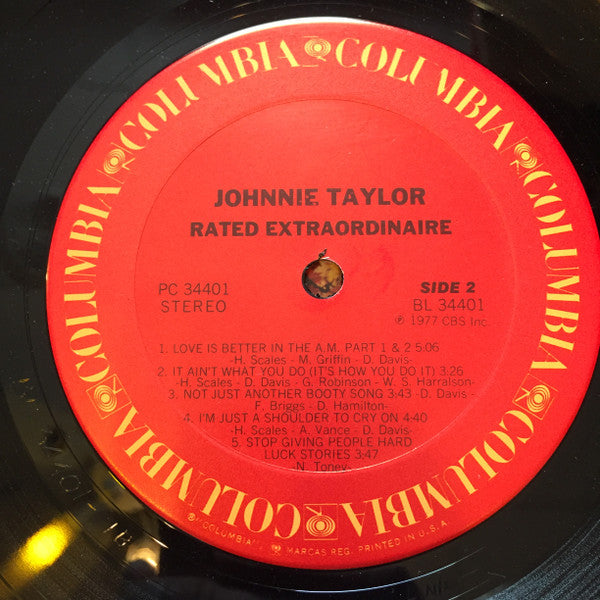 COLUMBIA COLUMBIA COLUMBIA COLUMBIA COLUMBIA COLUMBIA
JOHNNIE TAYLOR
RATED EXTRAORDINAIRE
PC 34401
STEREO
SIDE 2
BL 34401
℗ 1977 CBS Inc.
1. LOVE IS BETTER IN THE A.M. PART 1 & 2 5:06
-H. Scales - M. Griffin - D. Davis-
2. IT AIN'T WHAT YOU DO (IT'S HOW YOU DO IT) 3:26
-H. Scales - D. Davis - G. Robinson - W. S. Harralson-
3. NOT JUST ANOTHER BOOTY SONG 3:43 -D. Davis -
F. Briggs - D. Hamilton-
4. I'M JUST A SHOULDER TO CRY ON 4:40
-H. Scales - A. Vance - D. Davis-
5. STOP GIVING PEOPLE HARD
LUCK STORIES 3:47
-N. Toney-
® "COLUMBIA", MARCAS REG. PRINTED IN U.S.A.